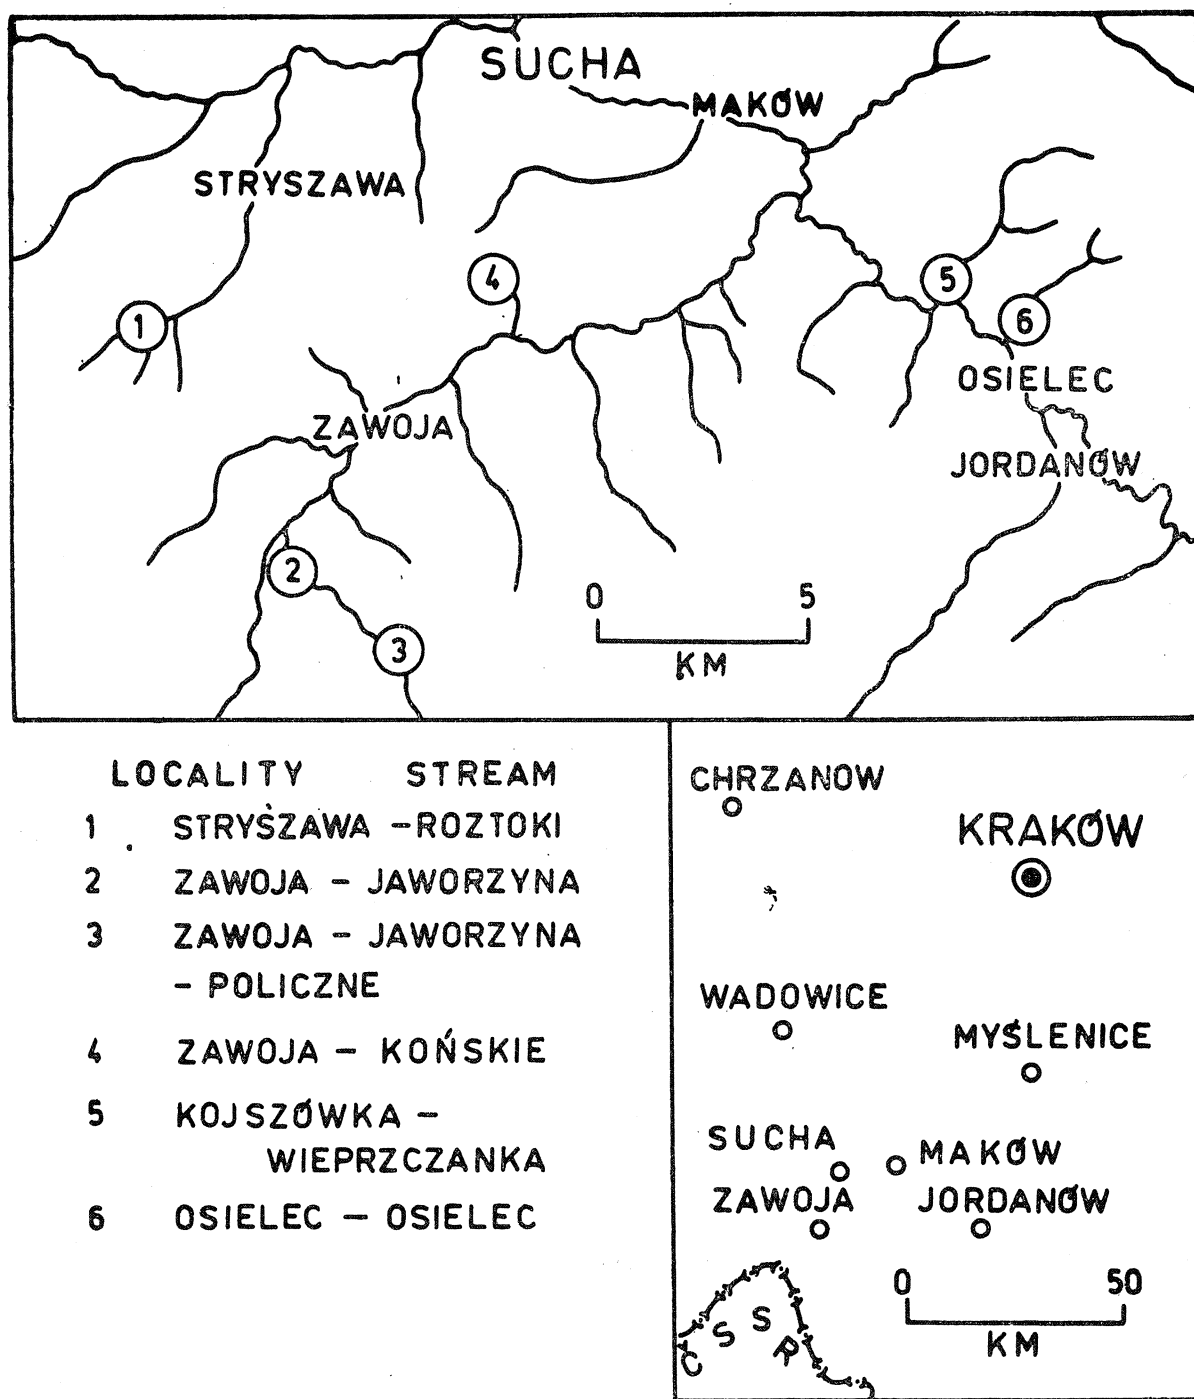 SUCHA
MAKÓW
STRYSZAWA
4
5
1
6
OSIELEC
ZAWOJA
JORDANÓW
2
0 5
3
KM
LOCALITY STREAM
1 STRYSZAWA - ROZTOKI
2 ZAWOJA - JAWORZYNA
3 ZAWOJA - JAWORZYNA
- POLICZNE
4 ZAWOJA - KOŃSKIE
5 KOJSZÓWKA -
WIEPRZCZANKA
6 OSIELEC - OSIELEC
CHRZANÓW
KRAKÓW
WADOWICE
MYŚLENICE
SUCHA
MAKÓW
ZAWOJA
JORDANÓW
0 50
KM
CSSR